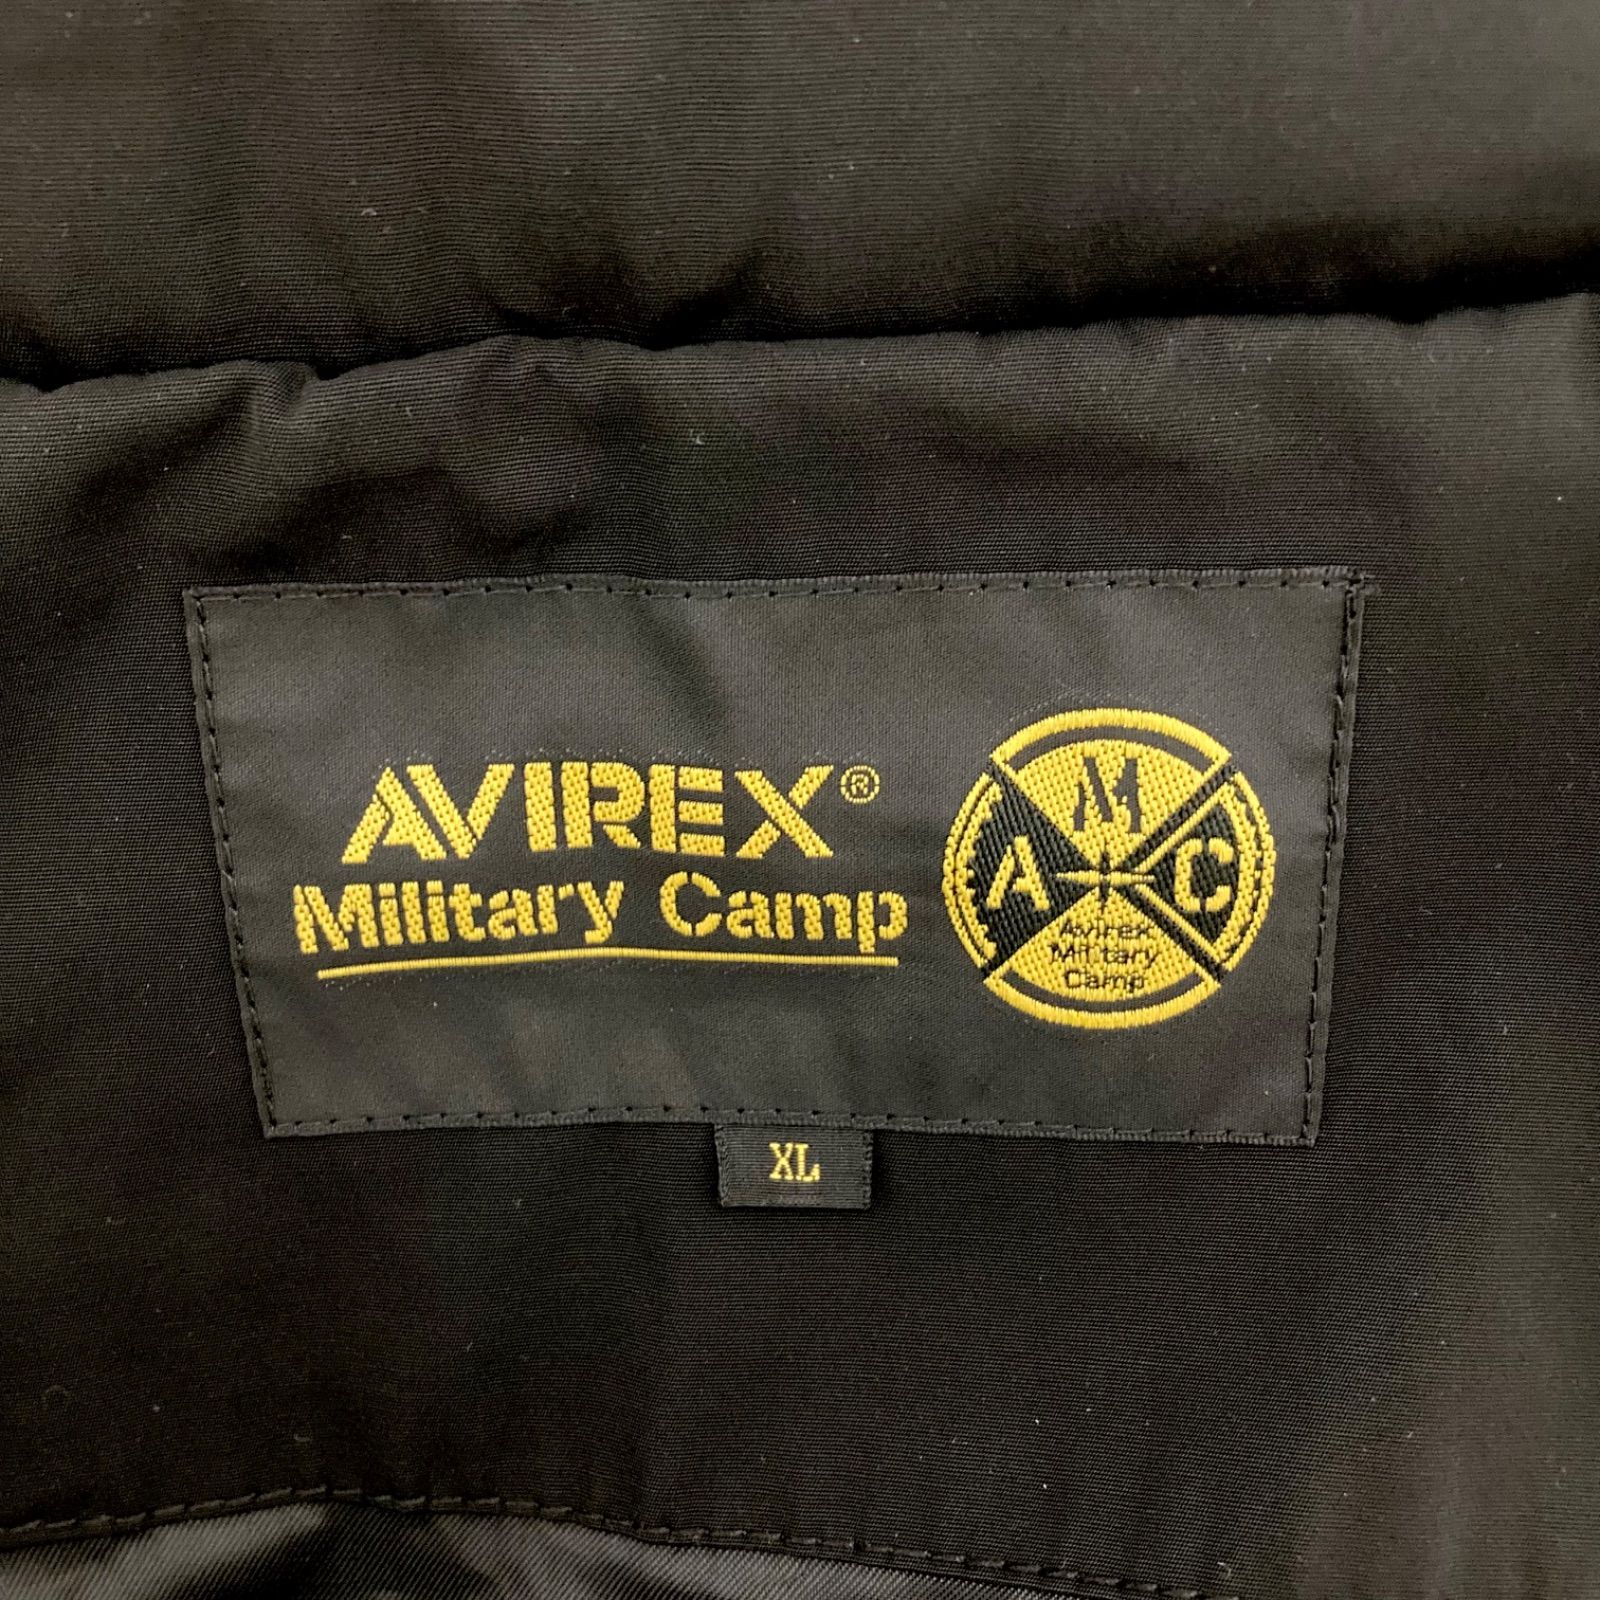 AVIREX®
Military Camp
M
A C
Avirex
Military
Camp
XL